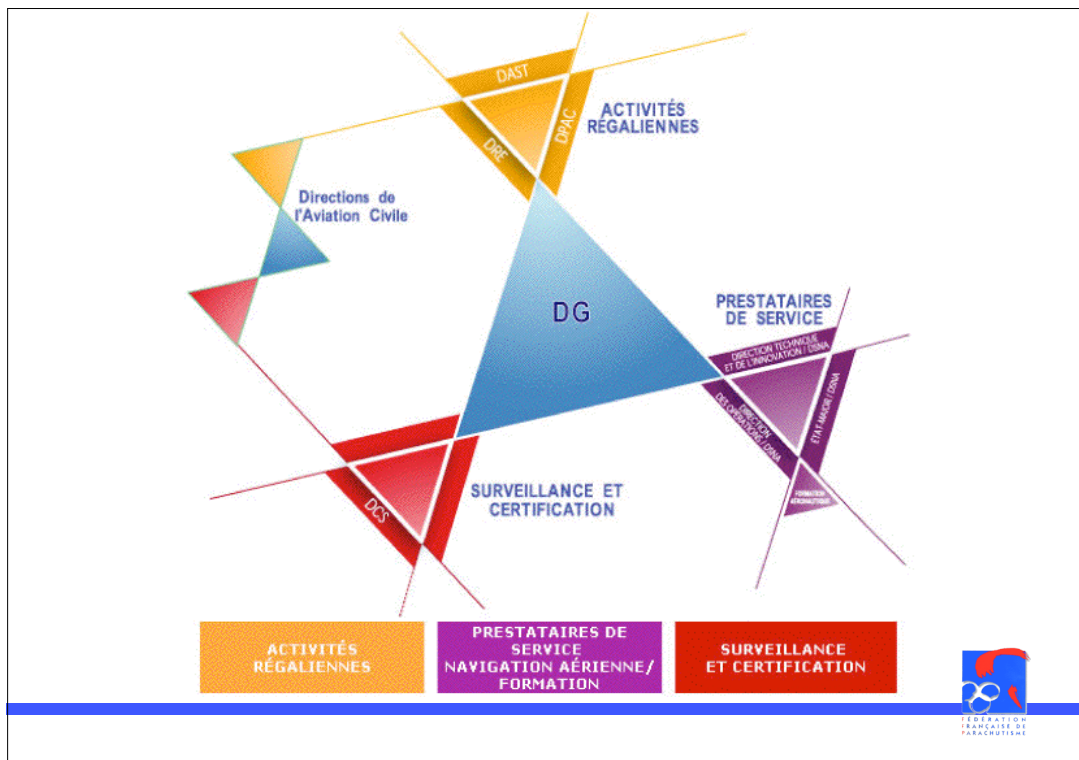 DAST
DRE
DPAC
ACTIVITÉS
RÉGALIENNES
Directions de
l'Aviation Civile
DG
PRESTATAIRES
DE SERVICE
DIRECTION TECHNIQUE
ET DE L'INNOVATION / DSNA
DIRECTION
DES OPÉRATIONS / DSNA
ÉTAT-MAJOR / DSNA
FORMATION
AÉRONAUTIQUE
DCS
SURVEILLANCE ET
CERTIFICATION
ACTIVITÉS
RÉGALIENNES
PRESTATAIRES DE
SERVICE
NAVIGATION AÉRIENNE/
FORMATION
SURVEILLANCE
ET CERTIFICATION
FÉDÉRATION
FRANÇAISE DE
PARACHUTISME